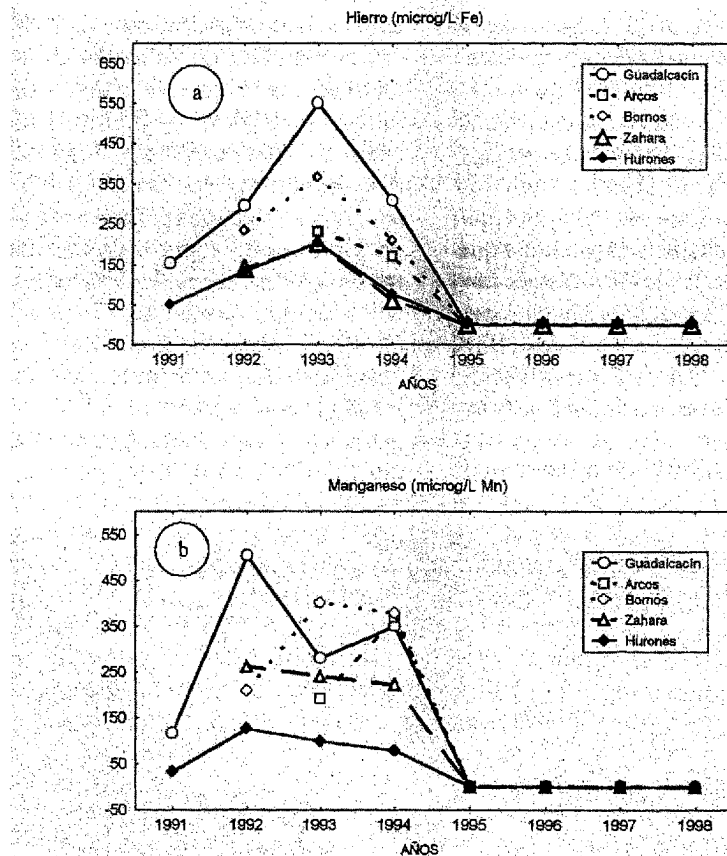 Hierro (microg/L Fe)
a
650
550
450
350
250
150
50
-50
Guadalcacín
Arcos
Bornos
Zahara
Hurones
1991 1992 1993 1994 1995 1996 1997 1998
AÑOS
Manganeso (microg/L Mn)
b
550
450
350
250
150
50
-50
Guadalcacín
Arcos
Bornos
Zahara
Hurones
1991 1992 1993 1994 1995 1996 1997 1998
AÑOS